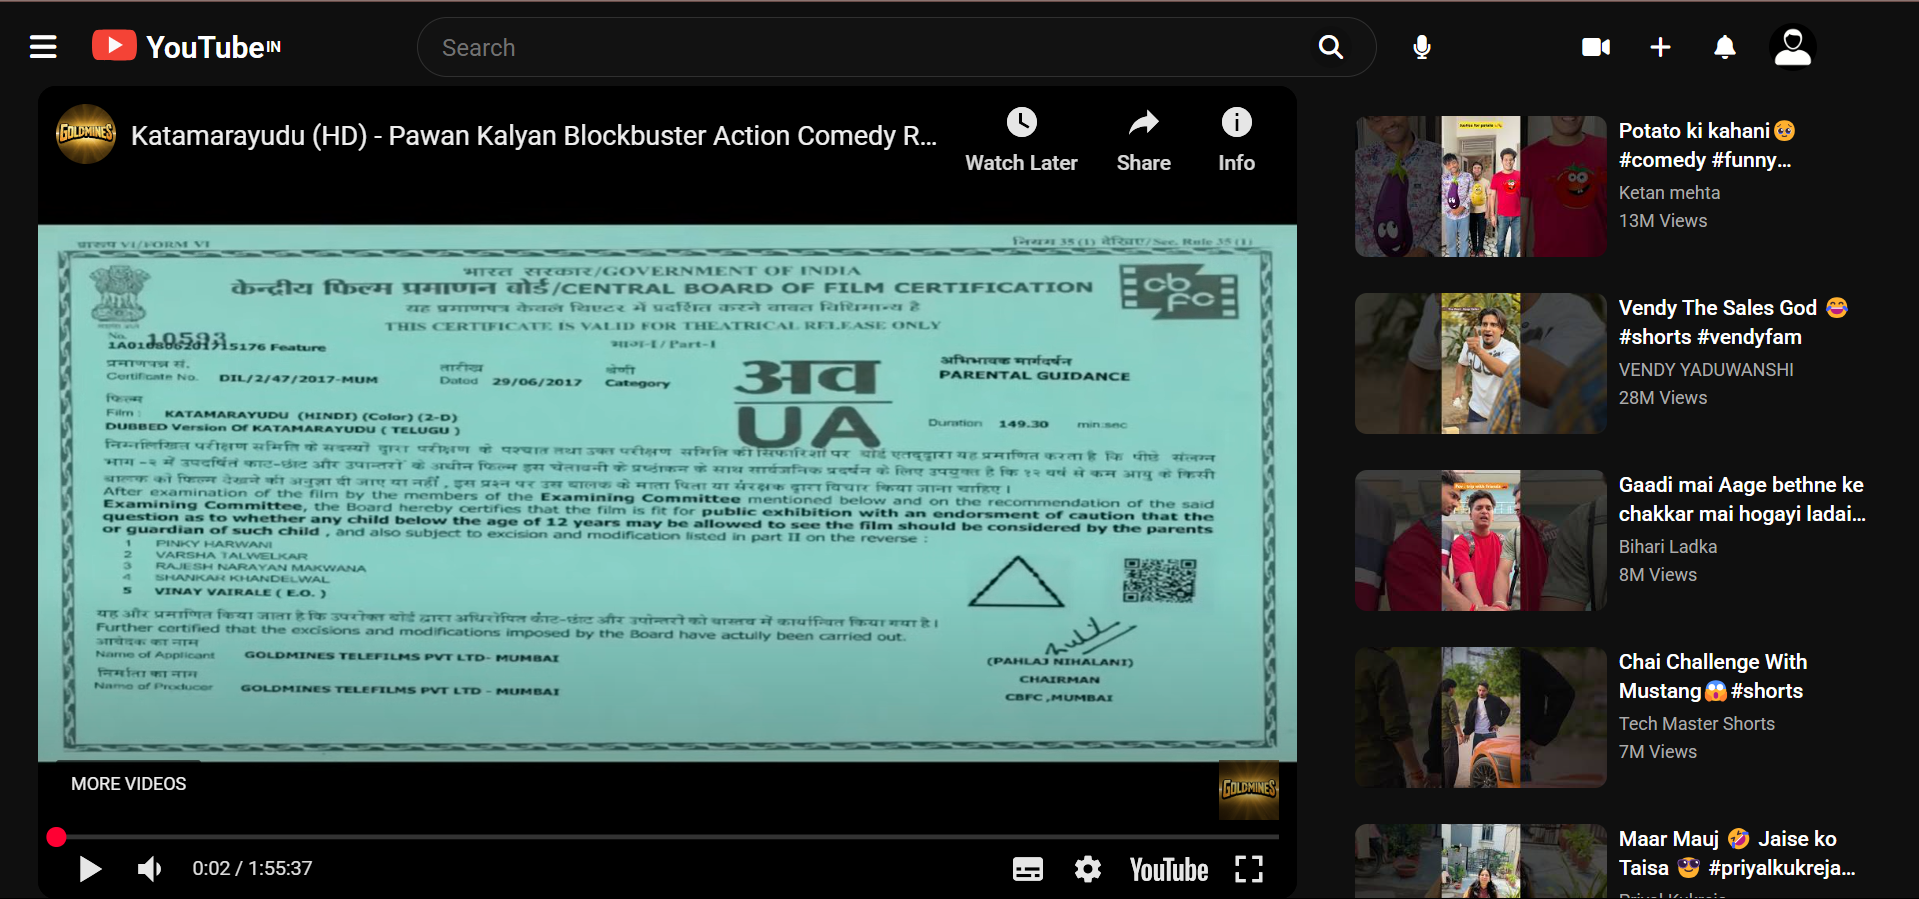 YouTube IN
Search
GOLDMINES
Katamarayudu (HD) - Pawan Kalyan Blockbuster Action Comedy R...
Watch Later
Share
Info
प्रारूप VI/FORM VI
नियम 35 (1) देखिए/See. Rule 35 (1)
भारत सरकार/GOVERNMENT OF INDIA
केन्द्रीय फिल्म प्रमाणन बोर्ड/CENTRAL BOARD OF FILM CERTIFICATION
cbfc
यह प्रमाणपत्र केवल थिएटर में प्रदर्शित करने बावत विधिमान्य है
THIS CERTIFICATE IS VALID FOR THEATRICAL RELEASE ONLY
No. 10593
Feature
भाग-I/Part-I
प्रमाणपत्र सं.
Certificate No. DIL/2/47/2017-MUM
तारीख
Dated 29/06/2017
श्रेणी
Category
अव
UA
अभिभावक मार्गदर्शन
PARENTAL GUIDANCE
फिल्म
Film : KATAMARAYUDU (HINDI) (Color) (2-D)
DUBBED Version Of KATAMARAYUDU ( TELUGU )
Duration 149.30 min:sec
निम्नलिखित परीक्षण समिति के सदस्यों द्वारा परीक्षण के पश्चात तथा उक्त परीक्षण समिति की सिफारिशों पर बोर्ड एतद्द्वारा यह प्रमाणित करता है कि पीछे संलग्न
भाग -२ में उपदर्शित काट-छांट और उपान्तरों के अधीन फिल्म इस चेतावनी के प्रष्ठांकन के साथ सार्वजनिक प्रदर्शन के लिए उपयुक्त है कि १२ वर्ष से कम आयु के किसी
बालक को फिल्म देखने की अनुज्ञा दी जाए या नहीं , इस प्रश्न पर उस बालक के माता पिता या संरक्षक द्वारा विचार किया जाना चाहिए ।
After examination of the film by the members of the Examining Committee mentioned below and on the recommendation of the said
Examining Committee, the Board hereby certifies that the film is fit for public exhibition with an endorsment of caution that the
question as to whether any child below the age of 12 years may be allowed to see the film should be considered by the parents
or guardian of such child , and also subject to excision and modification listed in part II on the reverse :
1 PINKY HARWANI
2 VARSHA TALWELKAR
3 RAJESH NARAYAN MAKWANA
4 SHANKAR KHANDELWAL
5 VINAY VAIRALE ( E.O. )
यह और प्रमाणित किया जाता है कि उपरोक्त बोर्ड द्वारा अधिरोपित काँट-छांट और उपोन्तरों को वास्तव में कार्यान्वित किया गया है ।
Further certified that the excisions and modifications imposed by the Board have actully been carried out.
आवेदक का नाम
Name of Applicant GOLDMINES TELEFILMS PVT LTD- MUMBAI
निर्माता का नाम
Name of Producer GOLDMINES TELEFILMS PVT LTD - MUMBAI
(PAHLAJ NIHALANI)
CHAIRMAN
CBFC ,MUMBAI
MORE VIDEOS
GOLDMINES
0:02 / 1:55:37
YouTube
Potato ki kahani🥺
#comedy #funny...
Ketan mehta
13M Views
Vendy The Sales God 😂
#shorts #vendyfam
VENDY YADUWANSHI
28M Views
Gaadi mai Aage bethne ke
chakkar mai hogayi ladai...
Bihari Ladka
8M Views
Chai Challenge With
Mustang😱#shorts
Tech Master Shorts
7M Views
Maar Mauj 🤣 Jaise ko
Taisa 😎 #priyalkukreja...